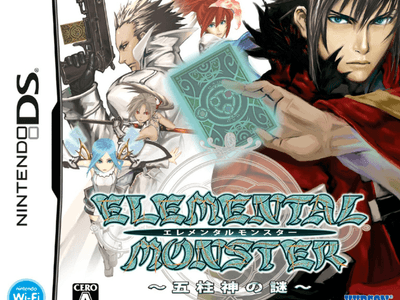 NINTENDO DS
ELEMENTAL
エレメンタルモンスター
MONSTER
～五柱神の謎～
Nintendo
Wi-Fi
CERO
A
HUDSON